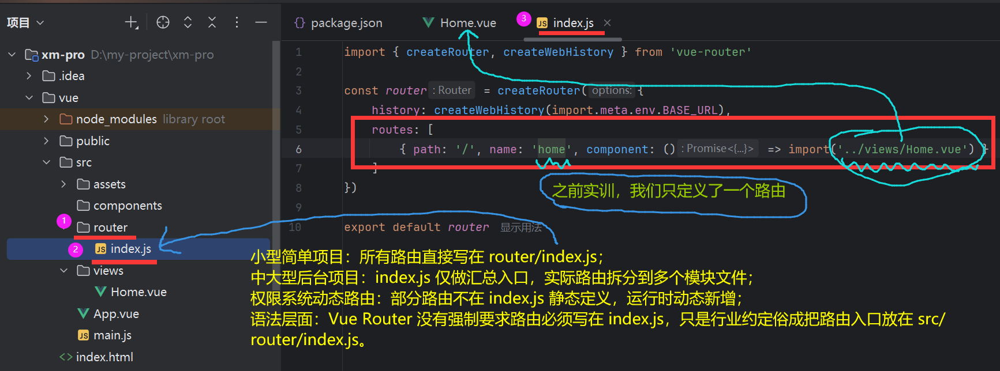 项目
package.json
Home.vue
3
JS index.js
xm-pro D:\my-project\xm-pro
.idea
vue
node_modules library root
public
src
assets
components
1
router
2
JS index.js
views
Home.vue
App.vue
JS main.js
<> index.html
1 import { createRouter, createWebHistory } from 'vue-router'
2
3 const router : Router = createRouter( options: {
4 history: createWebHistory(import.meta.env.BASE_URL),
5 routes: [
6 { path: '/', name: 'home', component: () : Promise<{...}> => import('../views/Home.vue') }
7 ]
8 })
之前实训，我们只定义了一个路由
9
10 export default router 显示用法
小型简单项目：所有路由直接写在 router/index.js；
中大型后台项目：index.js 仅做汇总入口，实际路由拆分到多个模块文件；
权限系统动态路由：部分路由不在 index.js 静态定义，运行时动态新增；
语法层面：Vue Router 没有强制要求路由必须写在 index.js，只是行业约定俗成把路由入口放在 src/
router/index.js。